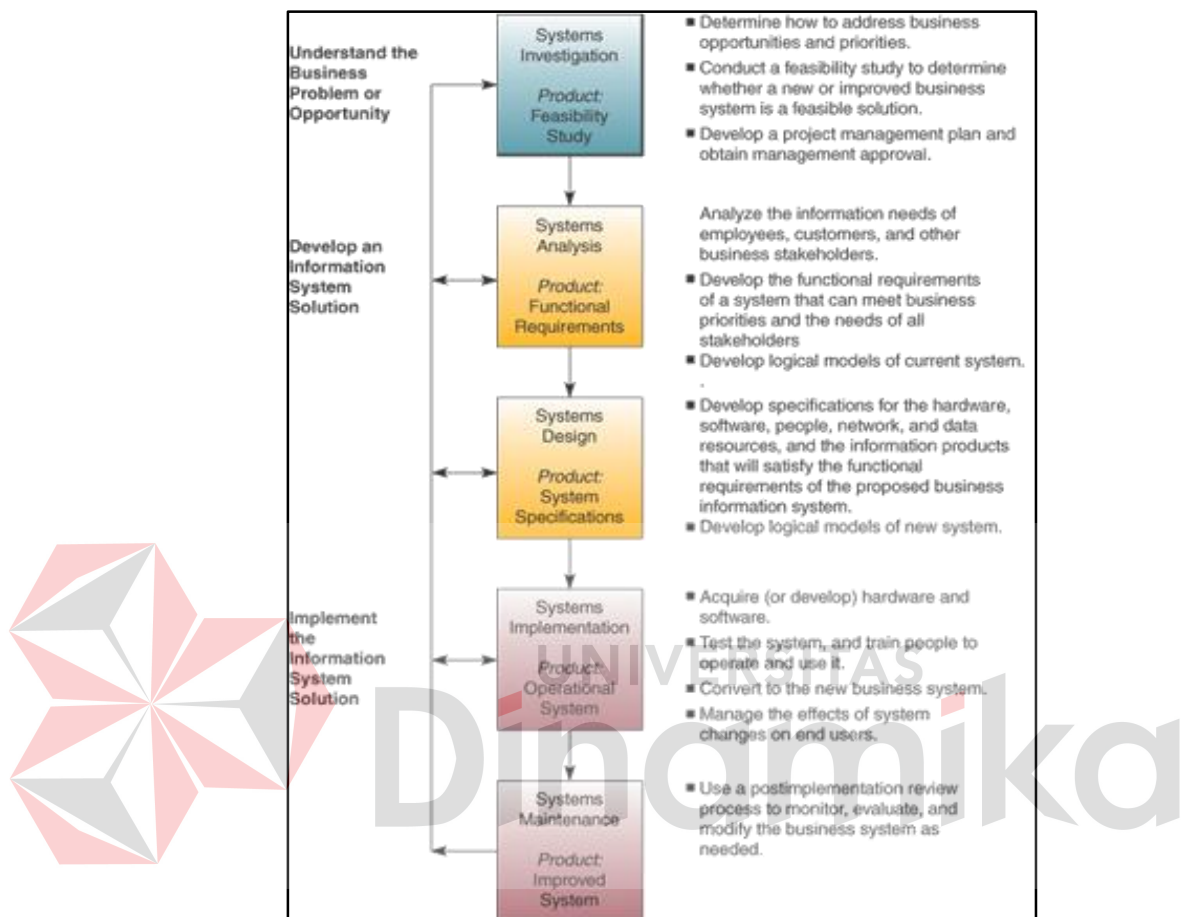 Understand the
Business
Problem or
Opportunity
Systems
Investigation
Product:
Feasibility
Study
■ Determine how to address business
opportunities and priorities.
■ Conduct a feasibility study to determine
whether a new or improved business
system is a feasible solution.
■ Develop a project management plan and
obtain management approval.
Develop an
Information
System
Solution
Systems
Analysis
Product:
Functional
Requirements
Analyze the information needs of
employees, customers, and other
business stakeholders.
■ Develop the functional requirements
of a system that can meet business
priorities and the needs of all
stakeholders
■ Develop logical models of current system.
.
Systems
Design
Product:
System
Specifications
■ Develop specifications for the hardware,
software, people, network, and data
resources, and the information products
that will satisfy the functional
requirements of the proposed business
information system.
■ Develop logical models of new system.
Implement
the
Information
System
Solution
Systems
Implementation
Product:
Operational
System
■ Acquire (or develop) hardware and
software.
■ Test the system, and train people to
operate and use it.
■ Convert to the new business system.
■ Manage the effects of system
changes on end users.
Systems
Maintenance
Product:
Improved
System
■ Use a postimplementation review
process to monitor, evaluate, and
modify the business system as
needed.
UNIVERSITAS
Dinamika